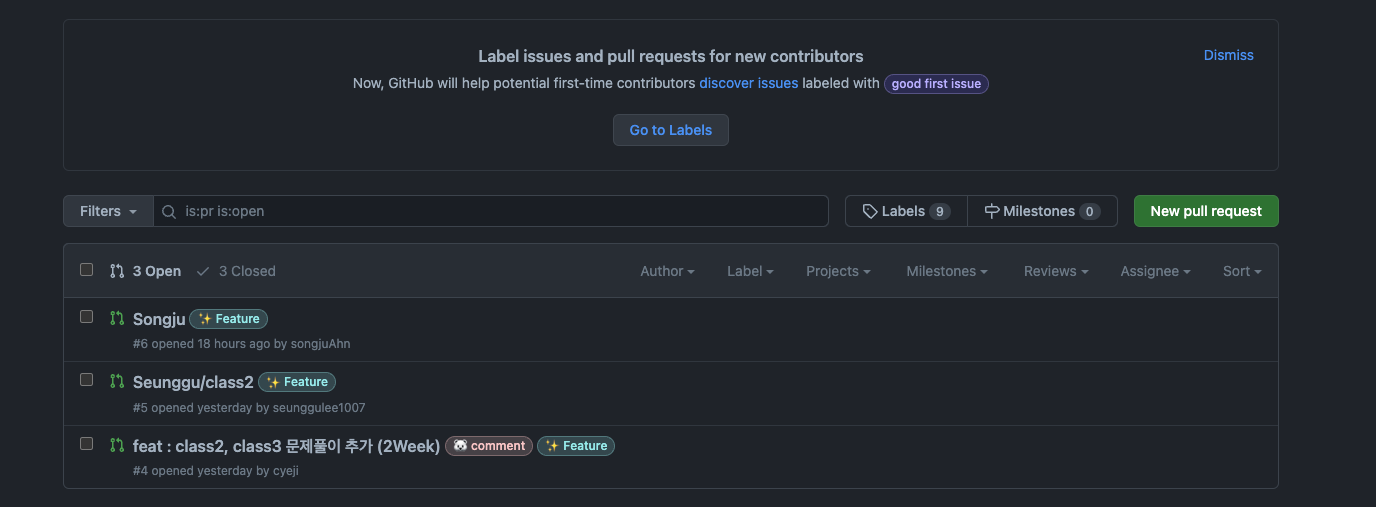 Label issues and pull requests for new contributors
Dismiss
Now, GitHub will help potential first-time contributors discover issues labeled with good first issue
Go to Labels
Filters is:pr is:open Labels 9 Milestones 0 New pull request
3 Open 3 Closed Author Label Projects Milestones Reviews Assignee Sort
Songju ✨ Feature
#6 opened 18 hours ago by songjuAhn
Seunggu/class2 ✨ Feature
#5 opened yesterday by seunggulee1007
feat : class2, class3 문제풀이 추가 (2Week) 🐼 comment ✨ Feature
#4 opened yesterday by cyeji